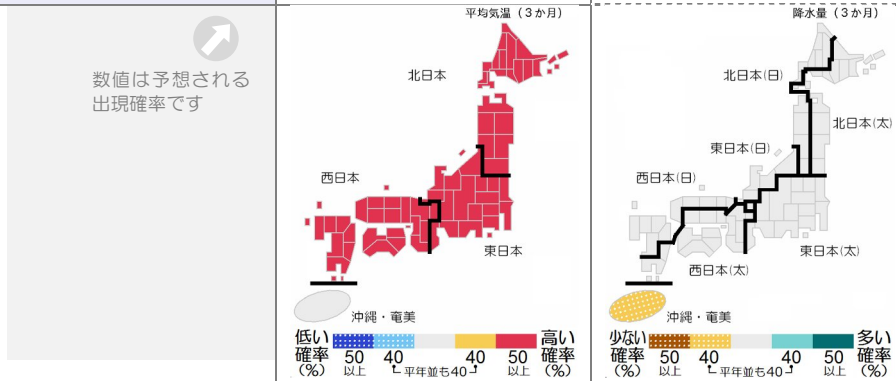 数値は予想される
出現確率です
平均気温（３か月）
北日本
西日本
東日本
沖縄・奄美
低い
確率
(%)
50
以上
40
平年並も40
40
50
以上
高い
確率
(%)
降水量（３か月）
北日本(日)
北日本(太)
東日本(日)
西日本(日)
東日本(太)
西日本(太)
沖縄・奄美
少ない
確率
(%)
50
以上
40
平年並も40
40
50
以上
多い
確率
(%)